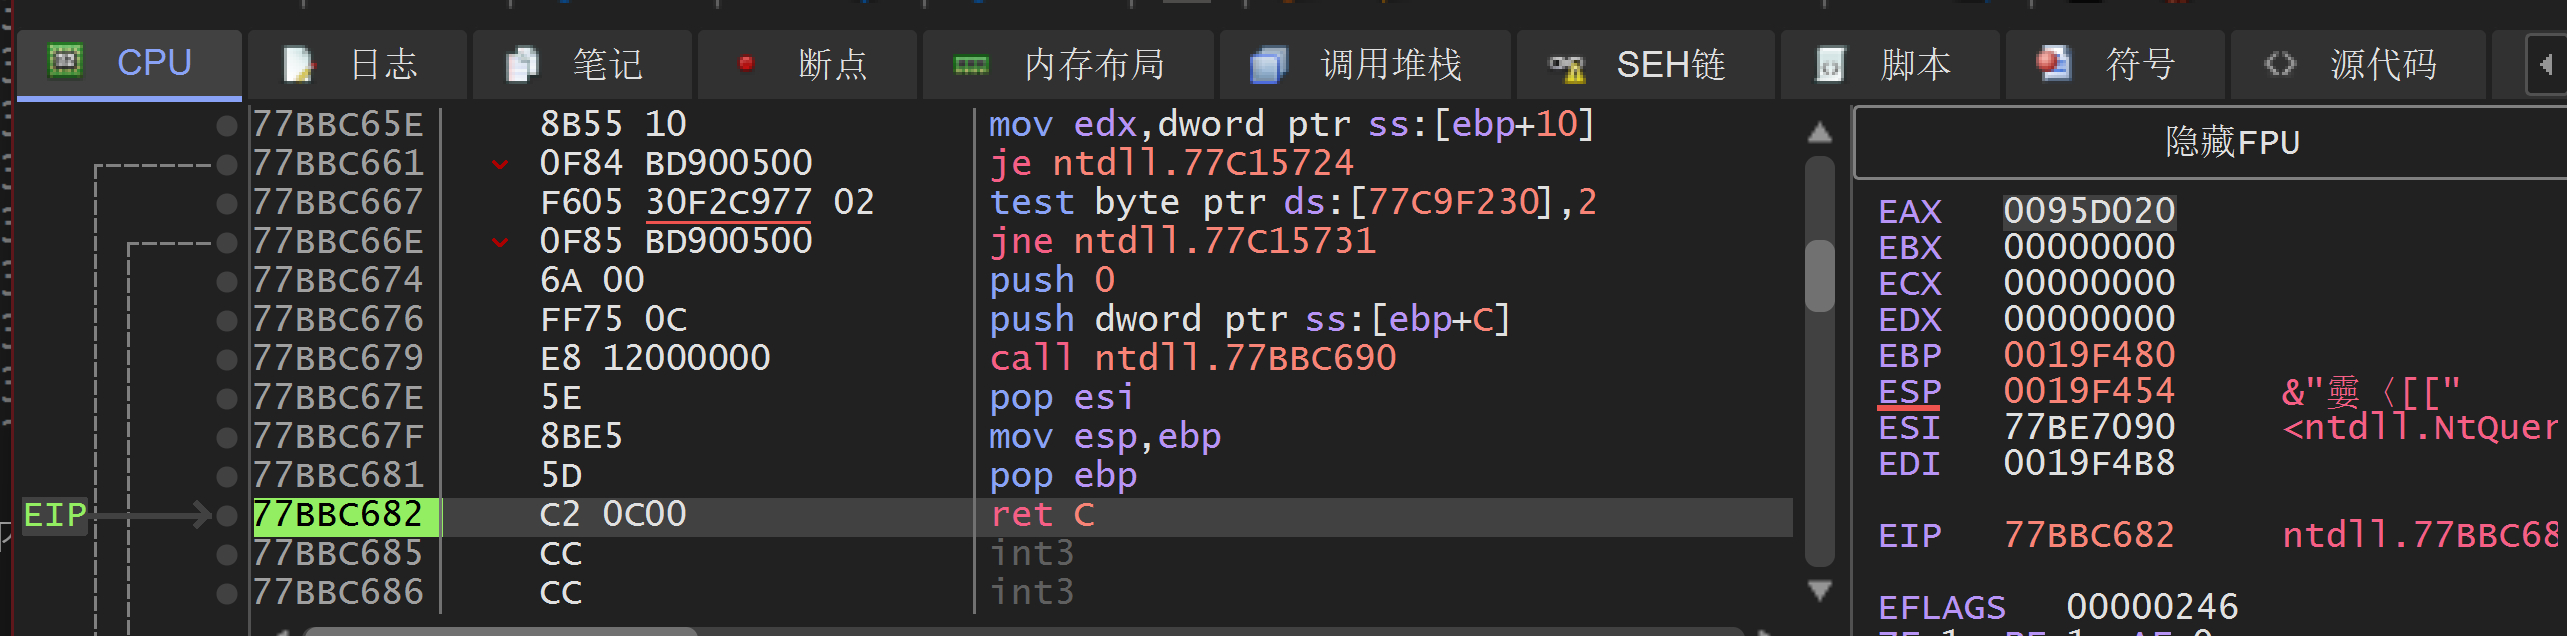 CPU 日志 笔记 断点 内存布局 调用堆栈 SEH链 脚本 符号 源代码
77BBC65E 8B55 10 mov edx,dword ptr ss:[ebp+10]
77BBC661 0F84 BD900500 je ntdll.77C15724
77BBC667 F605 30F2C977 02 test byte ptr ds:[77C9F230],2
77BBC66E 0F85 BD900500 jne ntdll.77C15731
77BBC674 6A 00 push 0
77BBC676 FF75 0C push dword ptr ss:[ebp+C]
77BBC679 E8 12000000 call ntdll.77BBC690
77BBC67E 5E pop esi
77BBC67F 8BE5 mov esp,ebp
77BBC681 5D pop ebp
EIP 77BBC682 C2 0C00 ret C
77BBC685 CC int3
77BBC686 CC int3
隐藏FPU
EAX 0095D020
EBX 00000000
ECX 00000000
EDX 00000000
EBP 0019F480
ESP 0019F454
ESI 77BE7090 <ntdll.NtQuer
EDI 0019F4B8
EIP 77BBC682 ntdll.77BBC68
EFLAGS 00000246